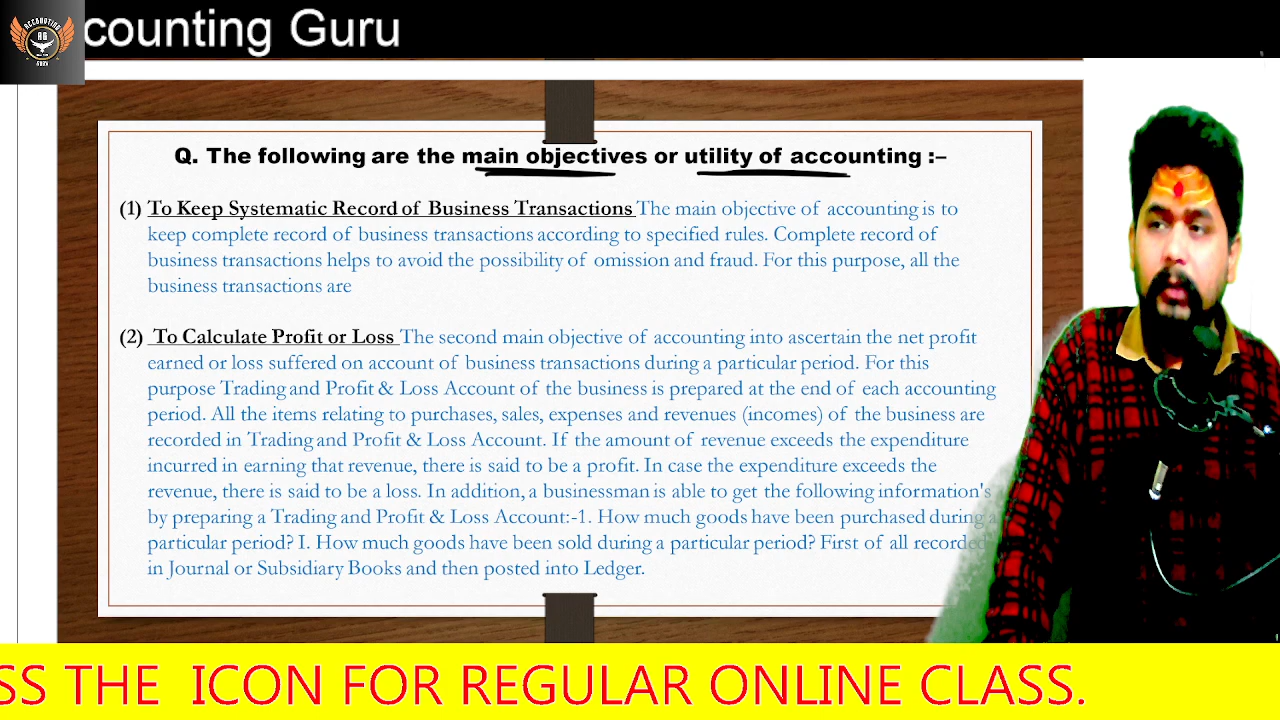 counting Guru
ACCOUNTING
AG
GURU
Q. The following are the main objectives or utility of accounting :–
(1) To Keep Systematic Record of Business Transactions The main objective of accounting is to
keep complete record of business transactions according to specified rules. Complete record of
business transactions helps to avoid the possibility of omission and fraud. For this purpose, all the
business transactions are
(2) To Calculate Profit or Loss The second main objective of accounting into ascertain the net profit
earned or loss suffered on account of business transactions during a particular period. For this
purpose Trading and Profit & Loss Account of the business is prepared at the end of each accounting
period. All the items relating to purchases, sales, expenses and revenues (incomes) of the business are
recorded in Trading and Profit & Loss Account. If the amount of revenue exceeds the expenditure
incurred in earning that revenue, there is said to be a profit. In case the expenditure exceeds the
revenue, there is said to be a loss. In addition, a businessman is able to get the following information's
by preparing a Trading and Profit & Loss Account:-1. How much goods have been purchased during a
particular period? I. How much goods have been sold during a particular period? First of all recorded
in Journal or Subsidiary Books and then posted into Ledger.
SS THE ICON FOR REGULAR ONLINE CLASS.